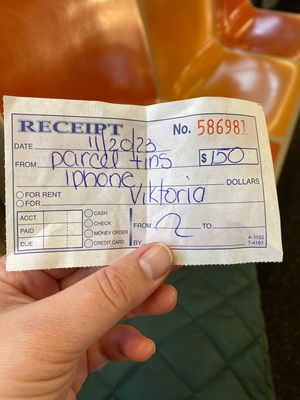 RECEIPT No. 586981
DATE 11/20/23
FROM parcel tins $150
iphone DOLLARS
FOR RENT
FOR Viktoria
ACCT. CASH
PAID CHECK FROM TO
DUE MONEY ORDER
CREDIT CARD BY
A-1152
T-4161